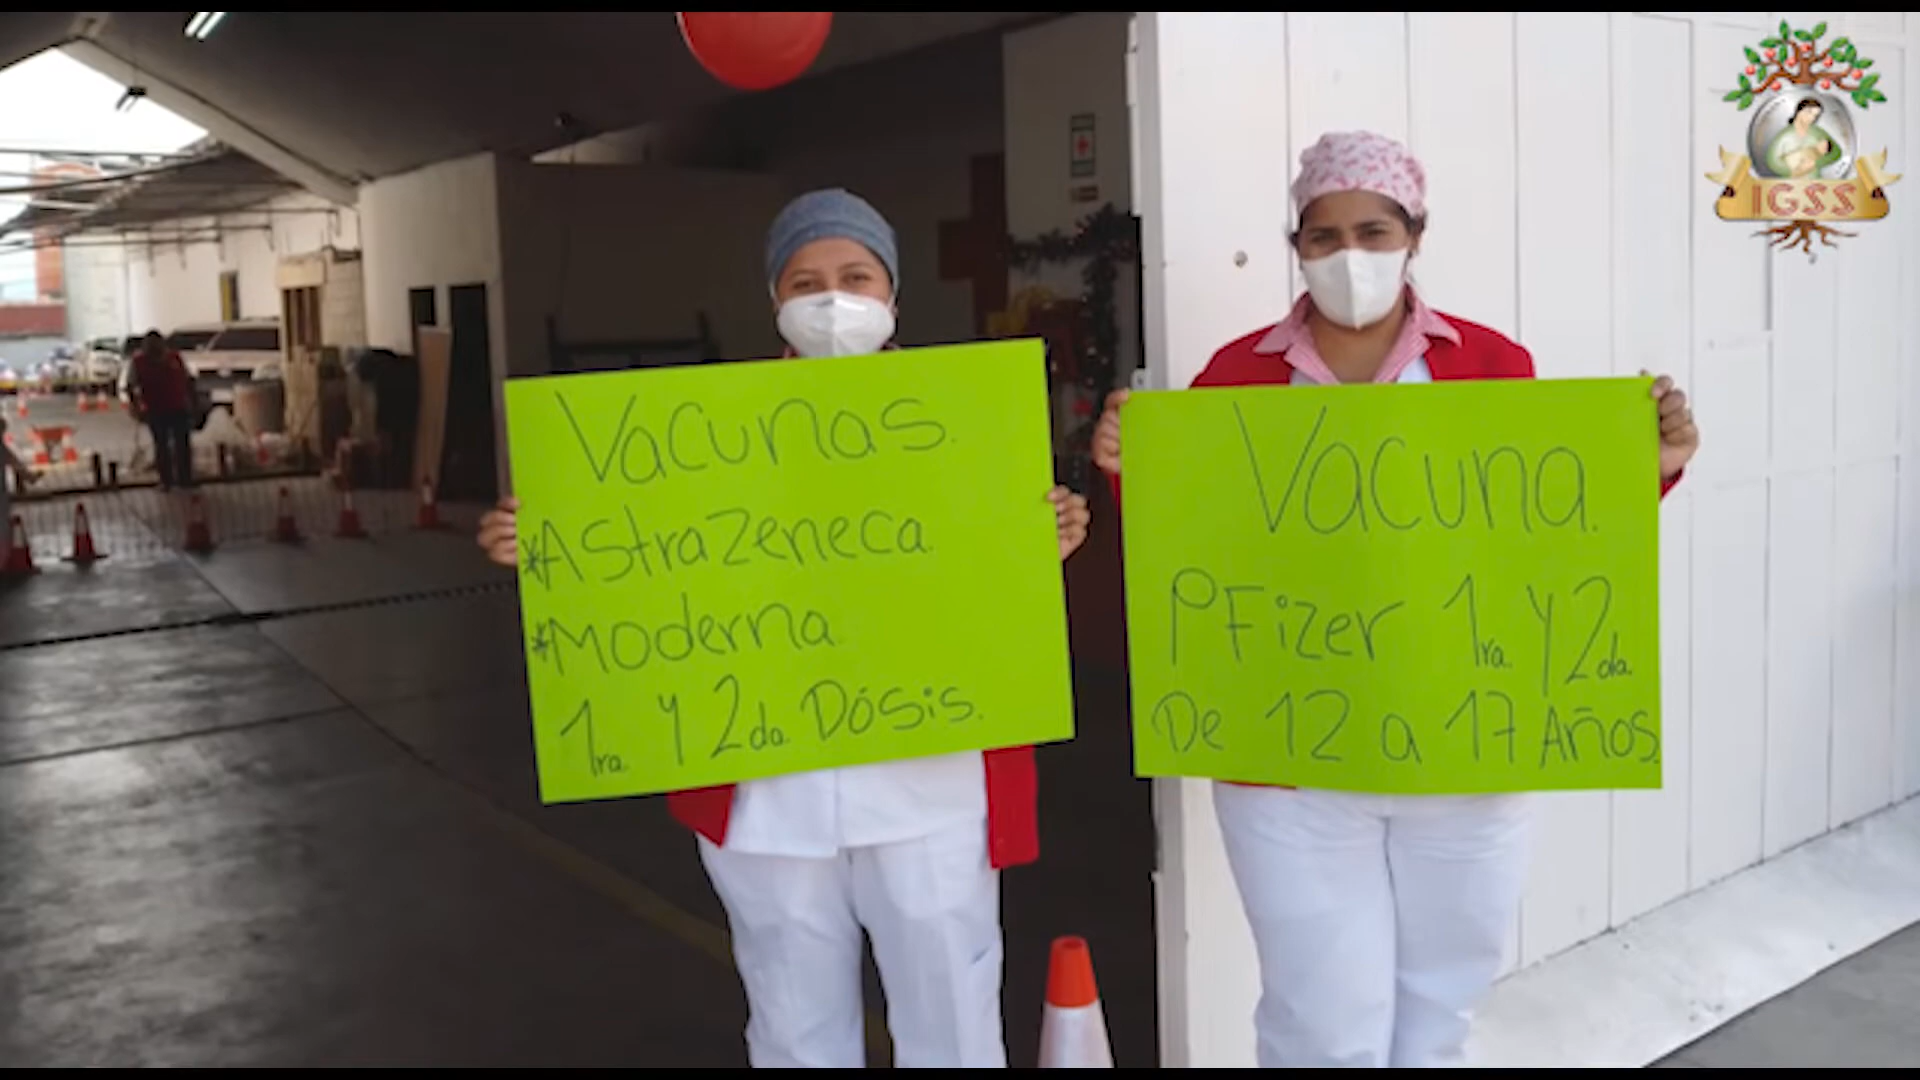 Vacunas.
*AStraZeneca.
*Moderna.
1ra. Y 2da. Dósis.
Vacuna.
PFizer 1ra. Y 2da.
De 12 a 17 Años.
IGSS